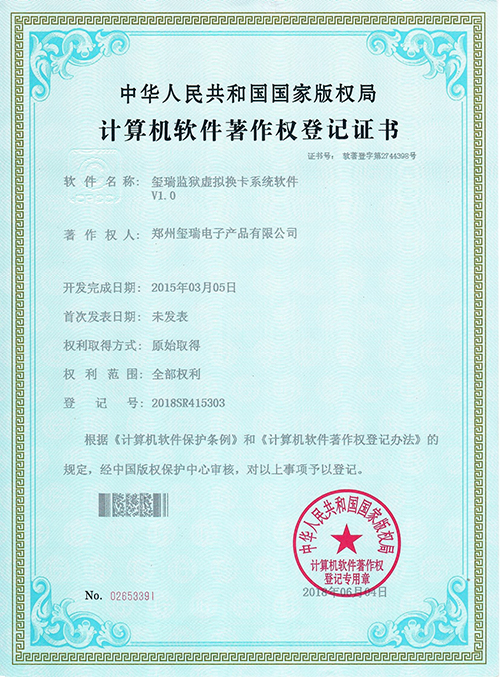 中华人民共和国国家版权局
计算机软件著作权登记证书
证书号： 软著登字第2744398号
软件名称： 玺瑞监狱虚拟换卡系统软件
V1.0
著作权人： 郑州玺瑞电子产品有限公司
开发完成日期： 2015年03月05日
首次发表日期： 未发表
权利取得方式： 原始取得
权利范围： 全部权利
登记号： 2018SR415303
根据《计算机软件保护条例》和《计算机软件著作权登记办法》的
规定，经中国版权保护中心审核，对以上事项予以登记。
中华人民共和国国家版权局
计算机软件著作权
登记专用章
2018年06月04日
No. 02653391